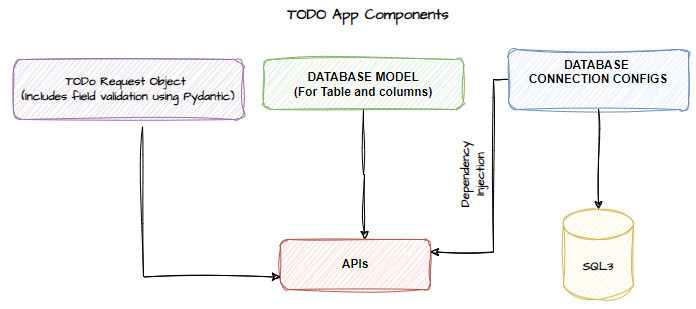 TODO App Components
TODo Request Object
(Includes field validation using Pydantic)
DATABASE MODEL
(For Table and columns)
DATABASE
CONNECTION CONFIGS
Dependency
Injection
APIs
SQL3